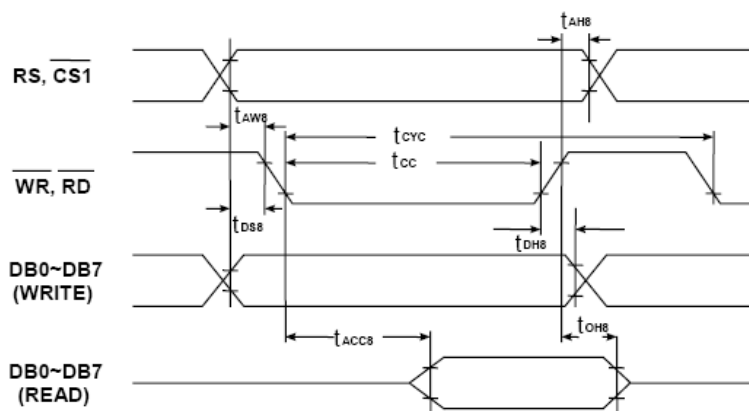 tAH8
RS, CS1
tAW8
tCYC
tCC
WR, RD
tDS8
tDH8
DB0~DB7
(WRITE)
tACC8
tOH8
DB0~DB7
(READ)